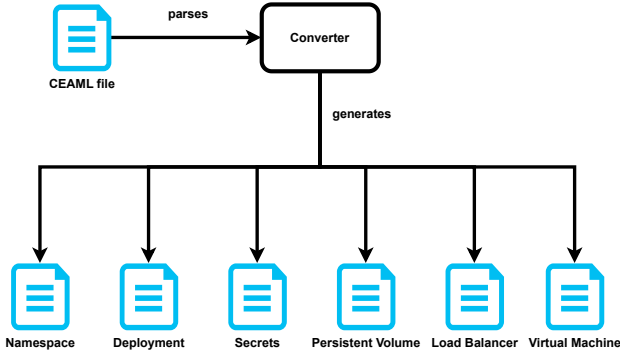 parses
Converter
CEAML file
generates
Namespace
Deployment
Secrets
Persistent Volume
Load Balancer
Virtual Machine